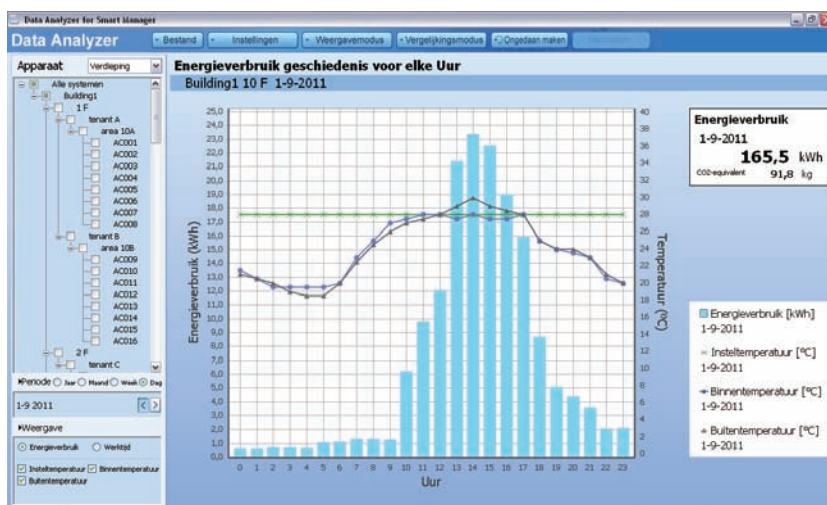 Data Analyzer for Smart Manager
Data Analyzer
Bestand
Instellingen
Weergavemodus
Vergelijkingsmodus
Ongedaan maken
Apparaat
Verdieping
Alle systemen
Building1
1 F
tenant A
area 10A
AC001
AC002
AC003
AC004
AC005
AC006
AC007
AC008
tenant B
area 10B
AC009
AC010
AC011
AC012
AC013
AC014
AC015
AC016
2 F
tenant C
Periode Jaar Maand Week Dag
1-9 2011
Weergave
Energieverbruik Werktijd
Insteltemperatuur Binnentemperatuur
Buitentemperatuur
Energieverbruik geschiedenis voor elke Uur
Building1 10 F 1-9-2011
Energieverbruik (kWh)
25,0
24,0
23,0
22,0
21,0
20,0
19,0
18,0
17,0
16,0
15,0
14,0
13,0
12,0
11,0
10,0
9,0
8,0
7,0
6,0
5,0
4,0
3,0
2,0
1,0
0,0
0 1 2 3 4 5 6 7 8 9 10 11 12 13 14 15 16 17 18 19 20 21 22 23
Uur
40
38
36
34
32
30
28
26
24
22
20
18
16
14
12
10
8
6
4
2
0
Temperatuur (ºC)
Energieverbruik
1-9-2011
165,5 kWh
CO2-equivalent 91,8 kg
Energieverbruik [kWh]
1-9-2011
Insteltemperatuur [ºC]
1-9-2011
Binnentemperatuur [ºC]
1-9-2011
Buitentemperatuur [ºC]
1-9-2011